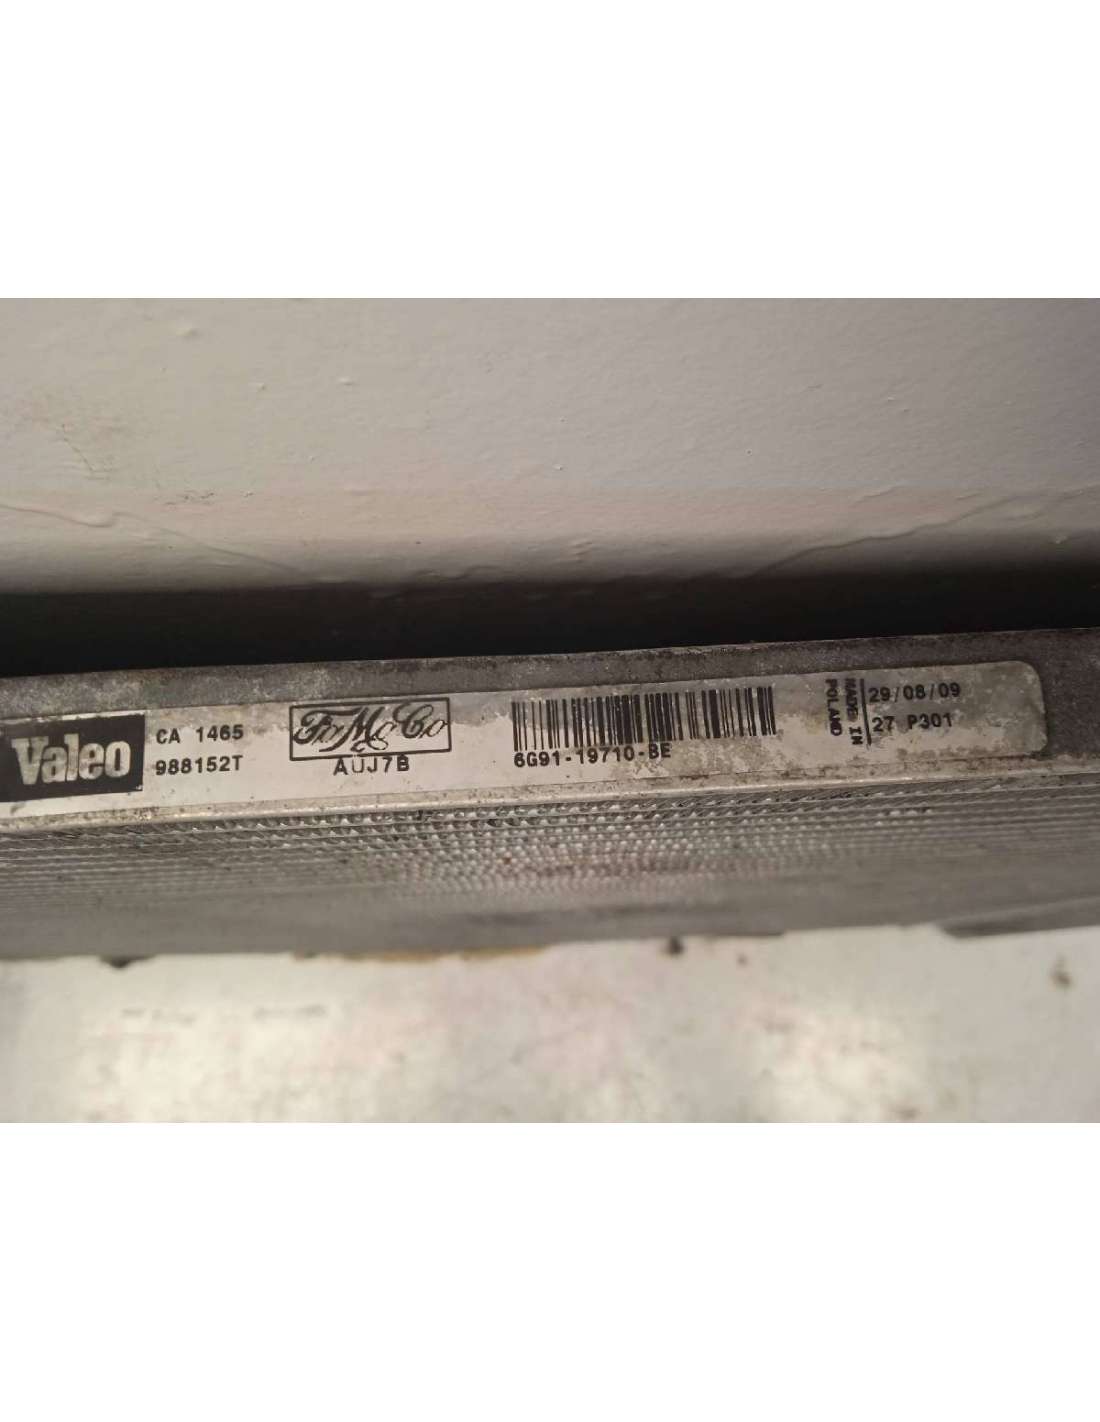 Valeo
CA 1465
988152T
FoMoCo
AUJ7B
6G91-19710-BE
MADE IN
POLAND
29/08/09
27 P301